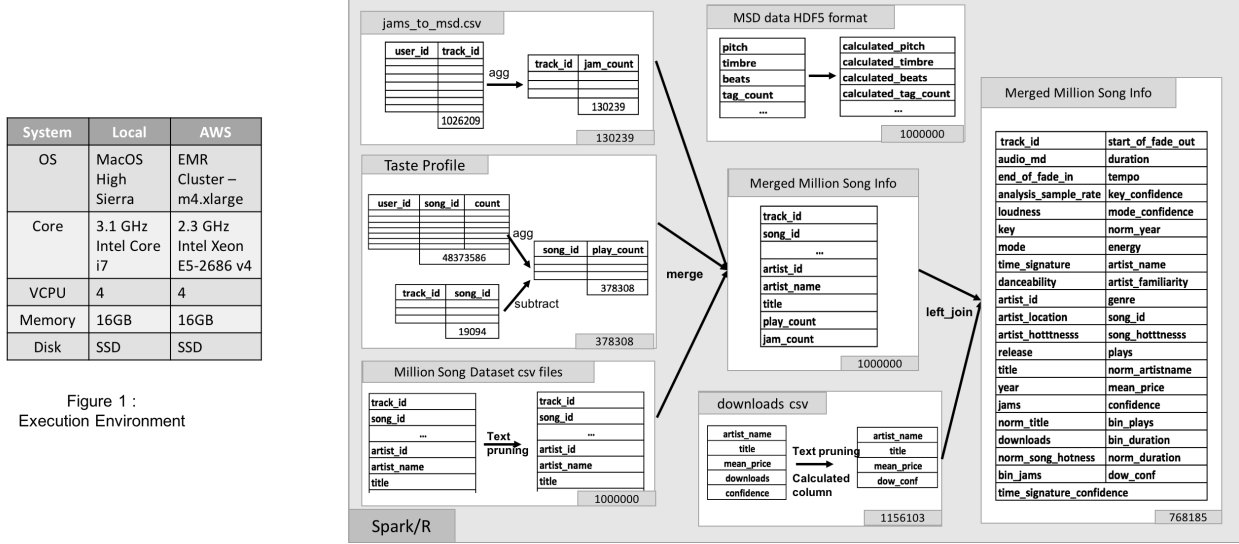 System Local AWS
OS MacOS High Sierra EMR Cluster – m4.xlarge
Core 3.1 GHz Intel Core i7 2.3 GHz Intel Xeon E5-2686 v4
VCPU 4 4
Memory 16GB 16GB
Disk SSD SSD
Figure 1 :
Execution Environment
jams_to_msd.csv
user_id track_id
1026209
agg
track_id jam_count
130239
130239
Taste Profile
user_id song_id count
48373586
agg
track_id song_id
19094
subtract
song_id play_count
378308
378308
Million Song Dataset csv files
track_id
song_id
...
artist_id
artist_name
title
Text
pruning
track_id
song_id
...
artist_id
artist_name
title
1000000
Spark/R
MSD data HDF5 format
pitch
timbre
beats
tag_count
...
calculated_pitch
calculated_timbre
calculated_beats
calculated_tag_count
...
1000000
merge
Merged Million Song Info
track_id
song_id
...
artist_id
artist_name
title
play_count
jam_count
1000000
downloads csv
artist_name
title
mean_price
downloads
confidence
Text pruning
Calculated
column
artist_name
title
mean_price
dow_conf
1156103
left_join
Merged Million Song Info
track_id start_of_fade_out
audio_md duration
end_of_fade_in tempo
analysis_sample_rate key_confidence
loudness mode_confidence
key norm_year
mode energy
time_signature artist_name
danceability artist_familiarity
artist_id genre
artist_location song_id
artist_hotttnesss song_hotttnesss
release plays
title norm_artistname
year mean_price
jams confidence
norm_title bin_plays
downloads bin_duration
norm_song_hotness norm_duration
bin_jams dow_conf
time_signature_confidence
768185